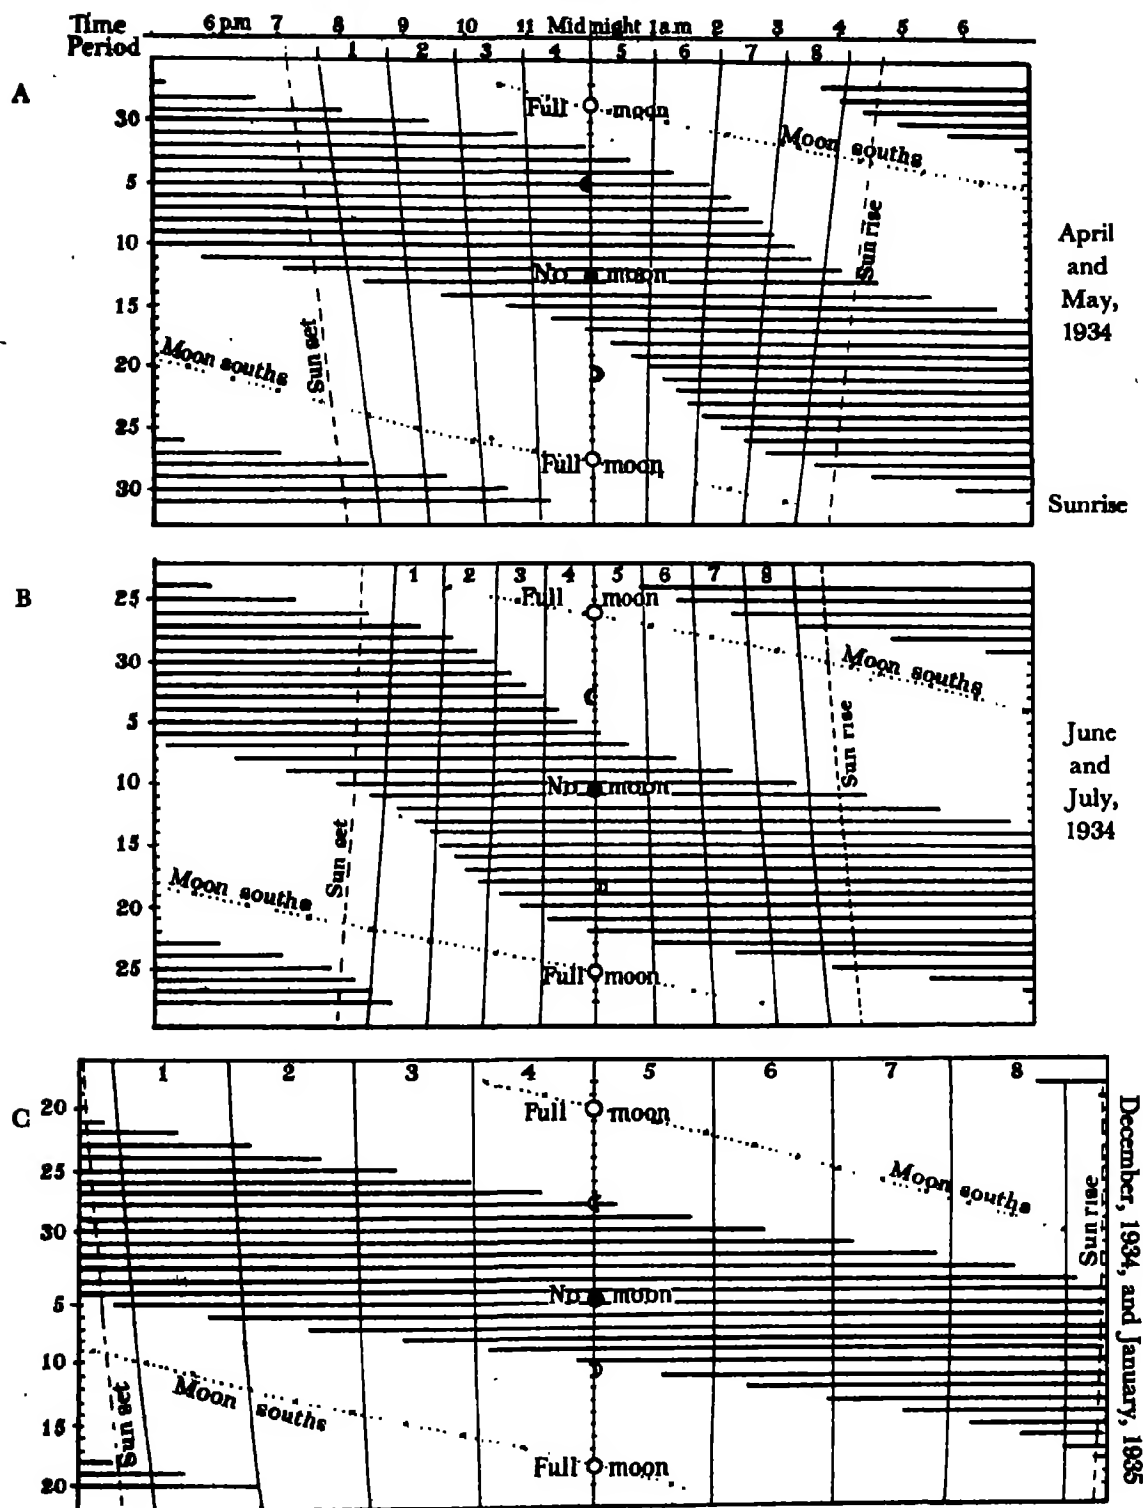 Time 6 p.m 7 8 9 10 11 Midnight 1a.m 2 3 4 5 6
Period 1 2 3 4 5 6 7 8
A
Full moon
30
Moon souths
5
Sun rise
April
and
May,
1934
10
No moon
15
Sun set
Moon souths
20
25
Full moon
30
Sunrise
1 2 3 4 5 6 7 8
B
25
Full moon
30
Moon souths
5
Sun rise
June
and
July,
1934
10
No moon
15
Sun set
Moon souths
20
25
Full moon
1 2 3 4 5 6 7 8
C
20
Full moon
25
Moon souths
30
Sun rise
December, 1934, and January, 1935
5
No moon
10
Moon souths
15
Sun set
Full moon
20